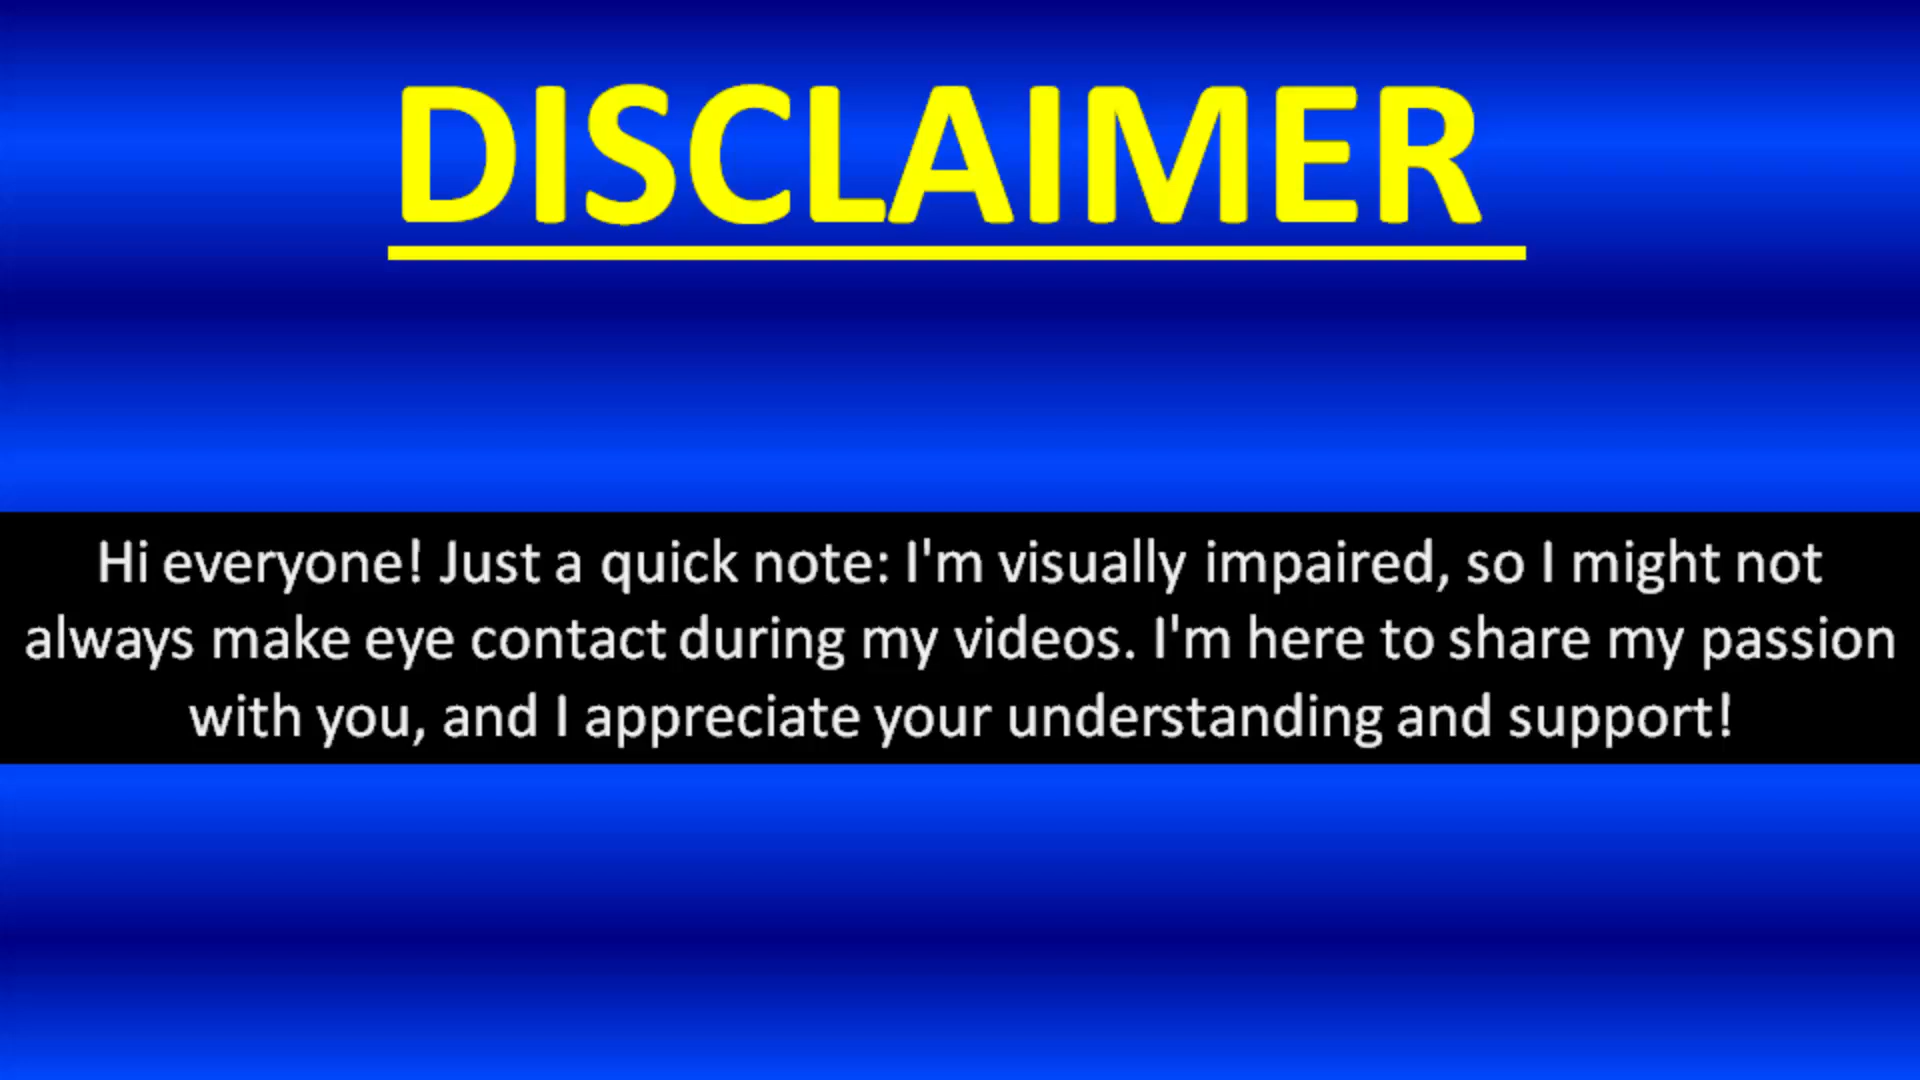 DISCLAIMER
Hi everyone! Just a quick note: I'm visually impaired, so I might not
always make eye contact during my videos. I'm here to share my passion
with you, and I appreciate your understanding and support!